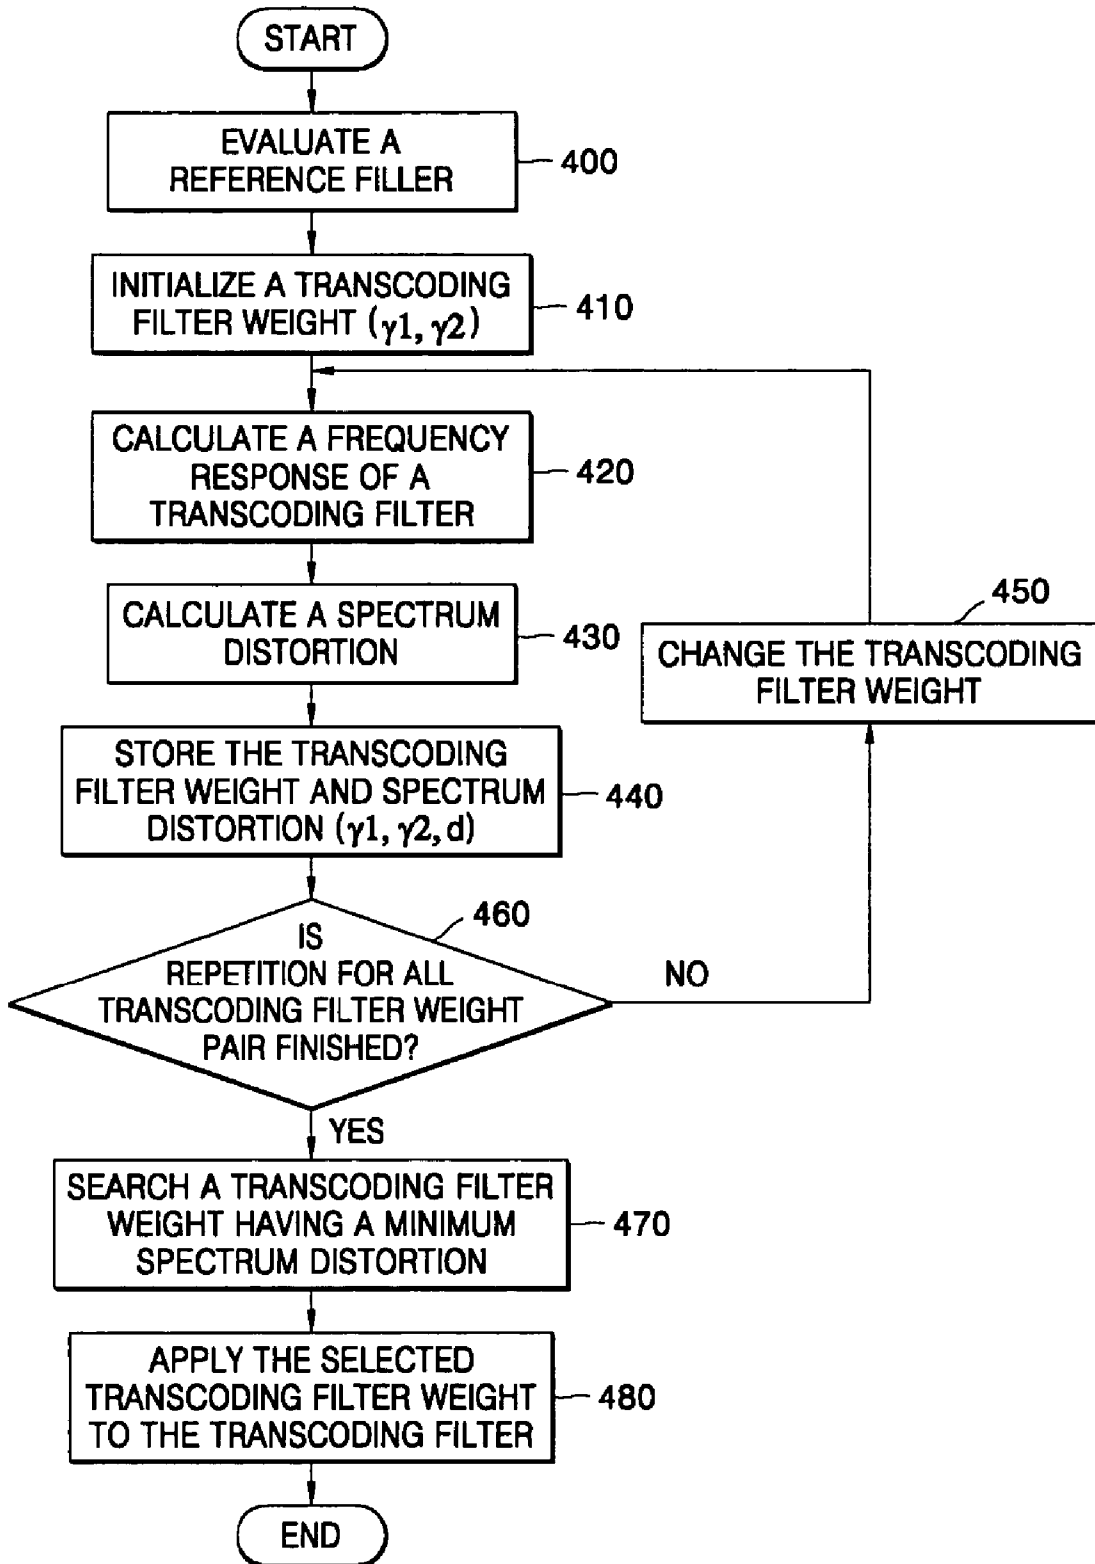 START
EVALUATE A
REFERENCE FILLER
400
INITIALIZE A TRANSCODING
FILTER WEIGHT (γ1, γ2)
410
CALCULATE A FREQUENCY
RESPONSE OF A
TRANSCODING FILTER
420
CALCULATE A SPECTRUM
DISTORTION
430
450
CHANGE THE TRANSCODING
FILTER WEIGHT
STORE THE TRANSCODING
FILTER WEIGHT AND SPECTRUM
DISTORTION (γ1, γ2, d)
440
460
IS
REPETITION FOR ALL
TRANSCODING FILTER WEIGHT
PAIR FINISHED?
NO
YES
SEARCH A TRANSCODING FILTER
WEIGHT HAVING A MINIMUM
SPECTRUM DISTORTION
470
APPLY THE SELECTED
TRANSCODING FILTER WEIGHT
TO THE TRANSCODING FILTER
480
END